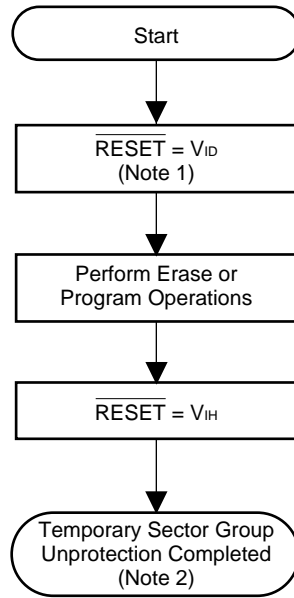 Start
RESET = VID
(Note 1)
Perform Erase or
Program Operations
RESET = VIH
Temporary Sector Group
Unprotection Completed
(Note 2)